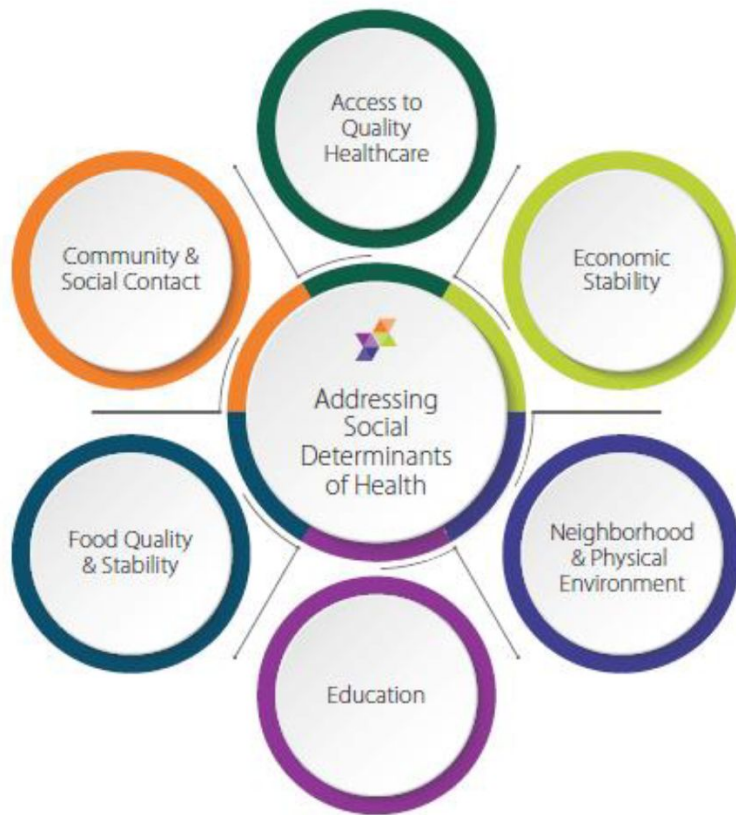 Access to
Quality
Healthcare
Community &
Social Contact
Economic
Stability
Addressing
Social
Determinants
of Health
Food Quality
& Stability
Neighborhood
& Physical
Environment
Education